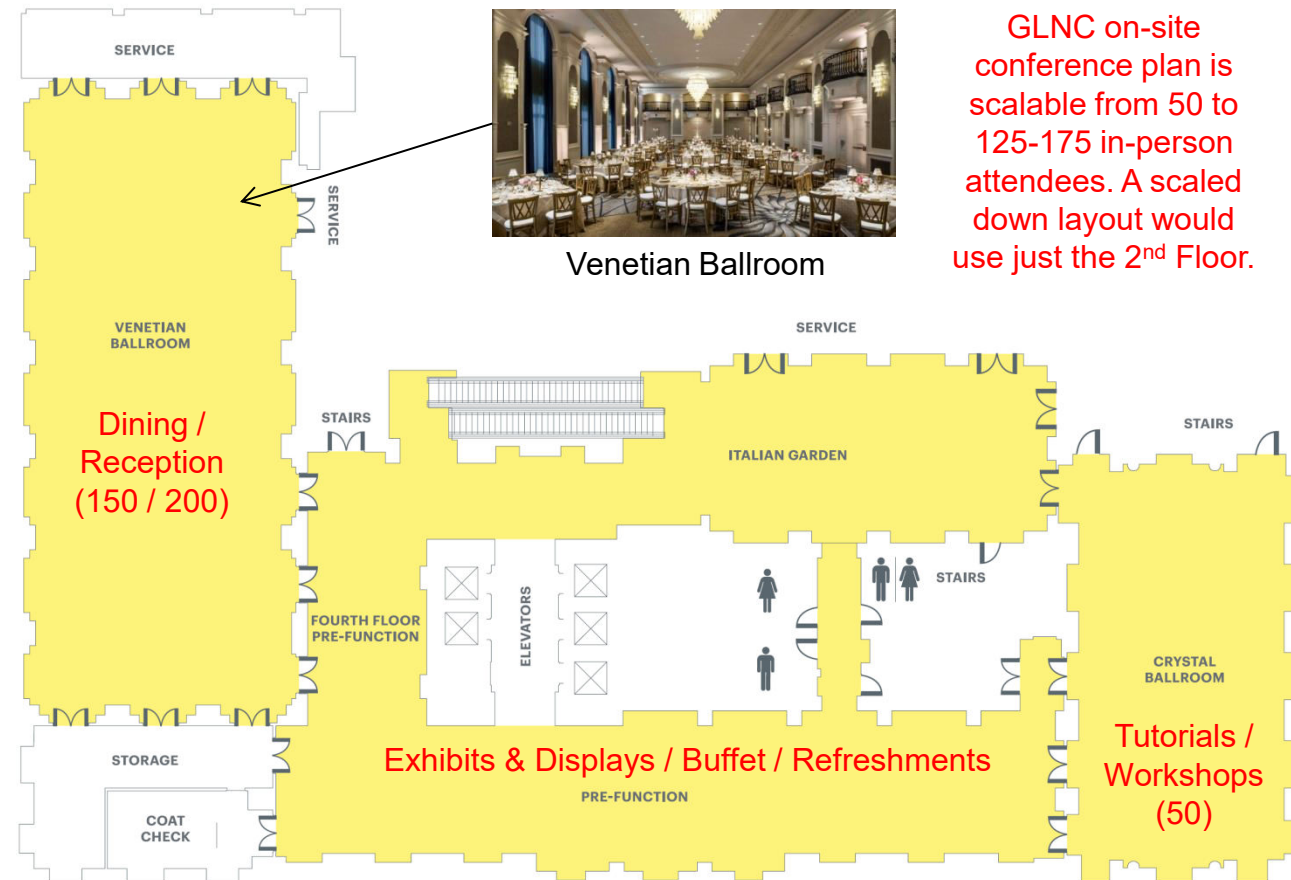 SERVICE
GLNC on-site
conference plan is
scalable from 50 to
125-175 in-person
attendees. A scaled
down layout would
use just the 2nd Floor.
SERVICE
Venetian Ballroom
VENETIAN
BALLROOM
SERVICE
Dining /
Reception
(150 / 200)
STAIRS
STAIRS
ITALIAN GARDEN
FOURTH FLOOR
PRE-FUNCTION
ELEVATORS
STAIRS
CRYSTAL
BALLROOM
Tutorials /
Workshops
(50)
STORAGE
Exhibits & Displays / Buffet / Refreshments
PRE-FUNCTION
COAT
CHECK